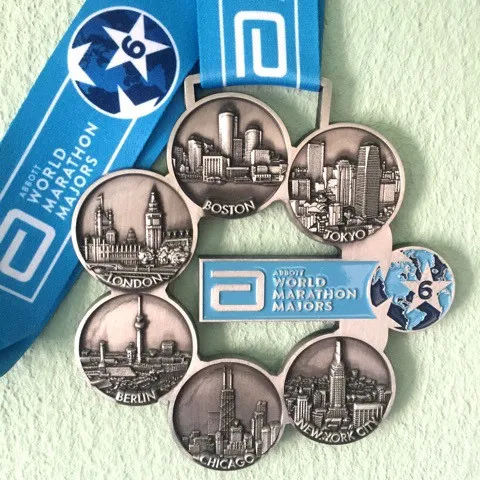 6
ABBOTT
WORLD
MARATHON
MAJORS
BOSTON
TOKYO
LONDON
ABBOTT
WORLD
MARATHON
MAJORS
6
BERLIN
CHICAGO
NEW YORK CITY